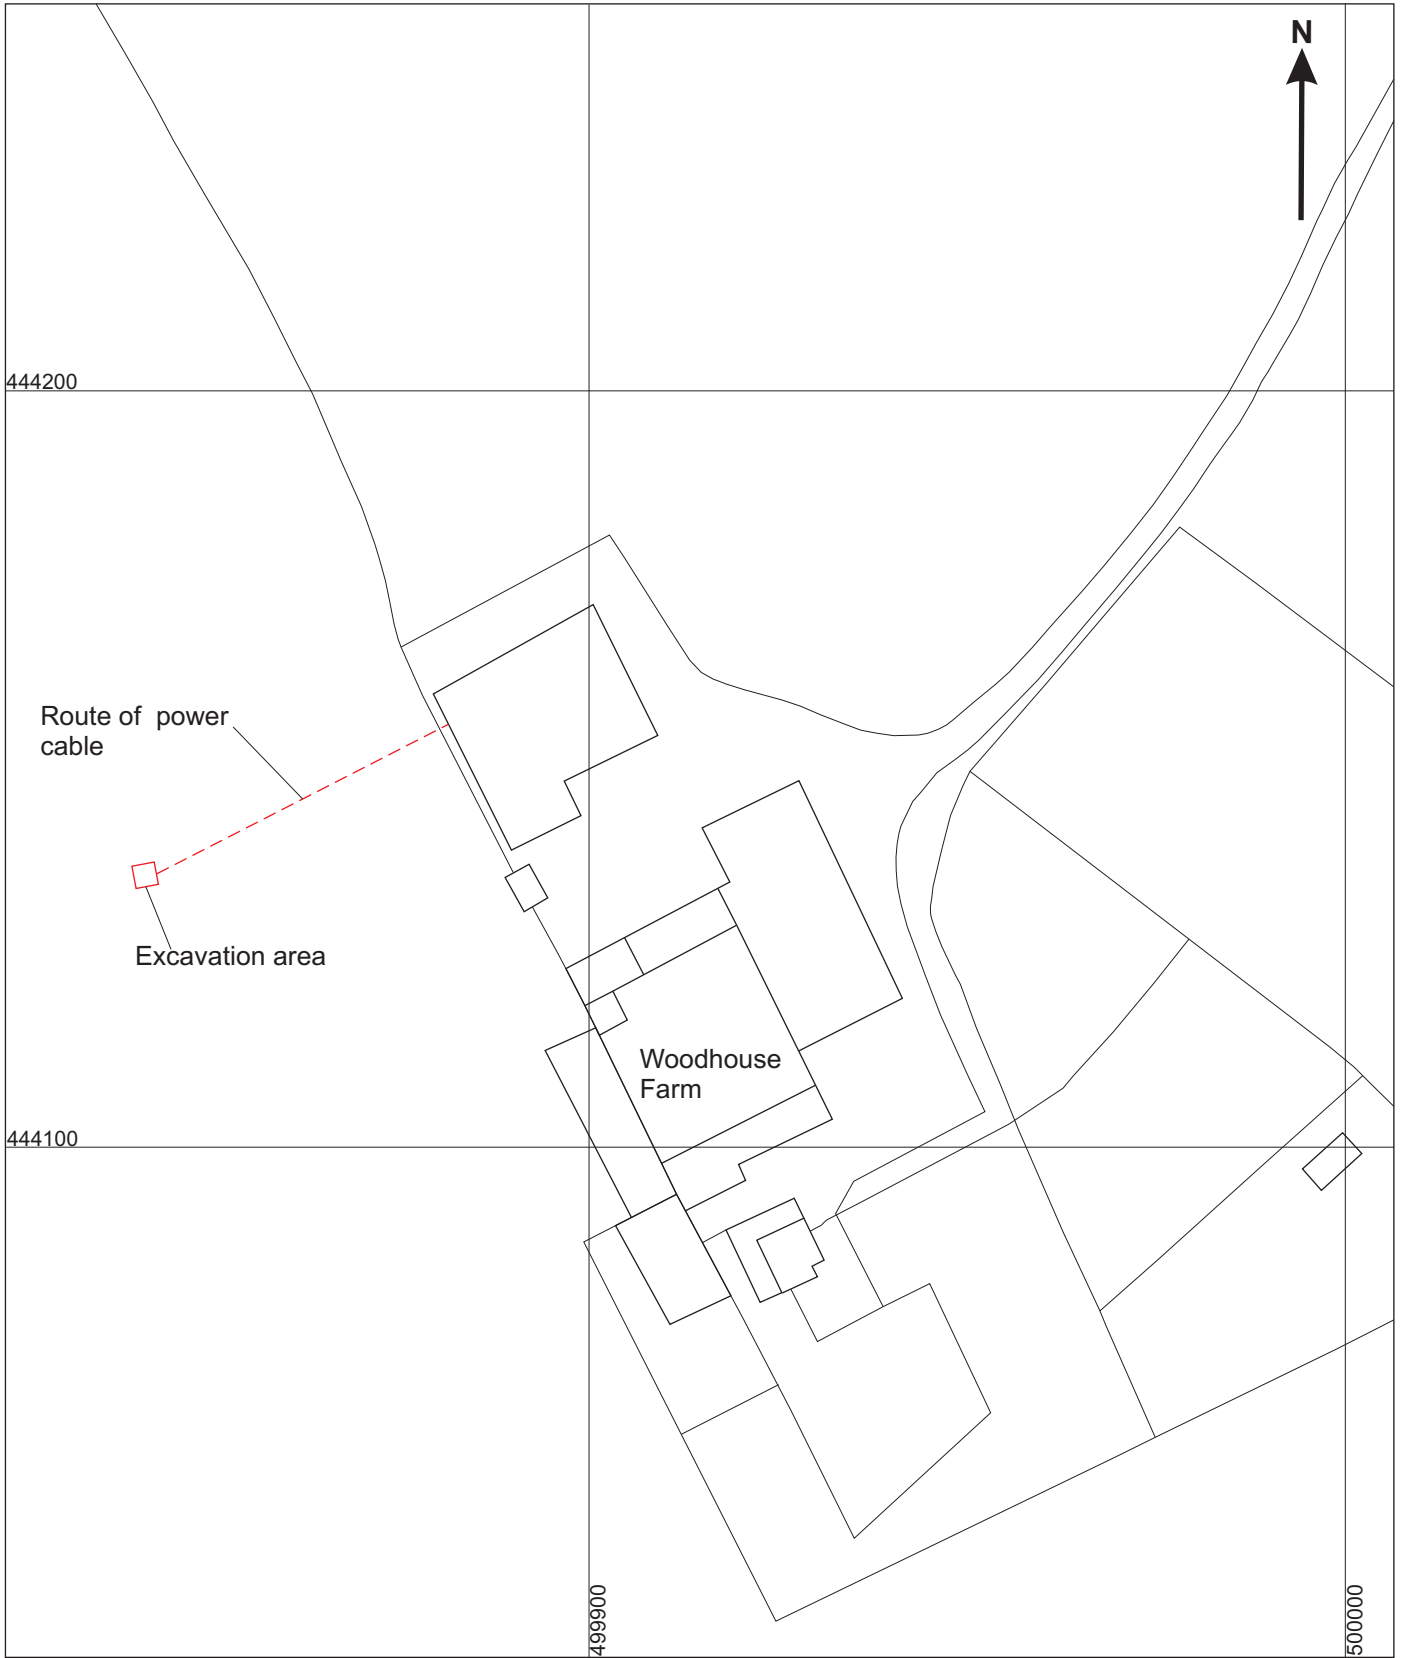 N
444200
Route of power
cable
Excavation area
Woodhouse
Farm
444100
499900
500000